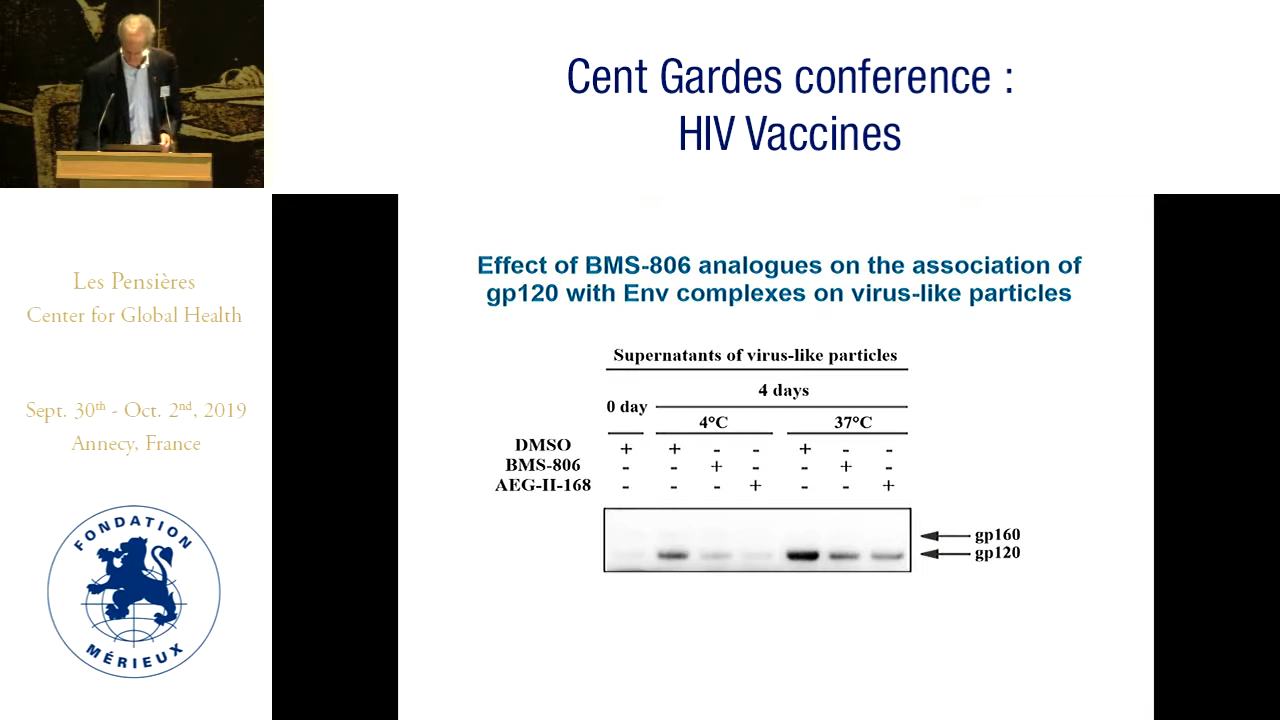 Cent Gardes conference :
HIV Vaccines
Les Pensières
Center for Global Health
Sept. 30th - Oct. 2nd, 2019
Annecy, France
FONDATION
MÉRIEUX
Effect of BMS-806 analogues on the association of
gp120 with Env complexes on virus-like particles
Supernatants of virus-like particles
4 days
0 day
4°C 37°C
DMSO + + - - + - -
BMS-806 - - + - - + -
AEG-II-168 - - - + - - +
gp160
gp120